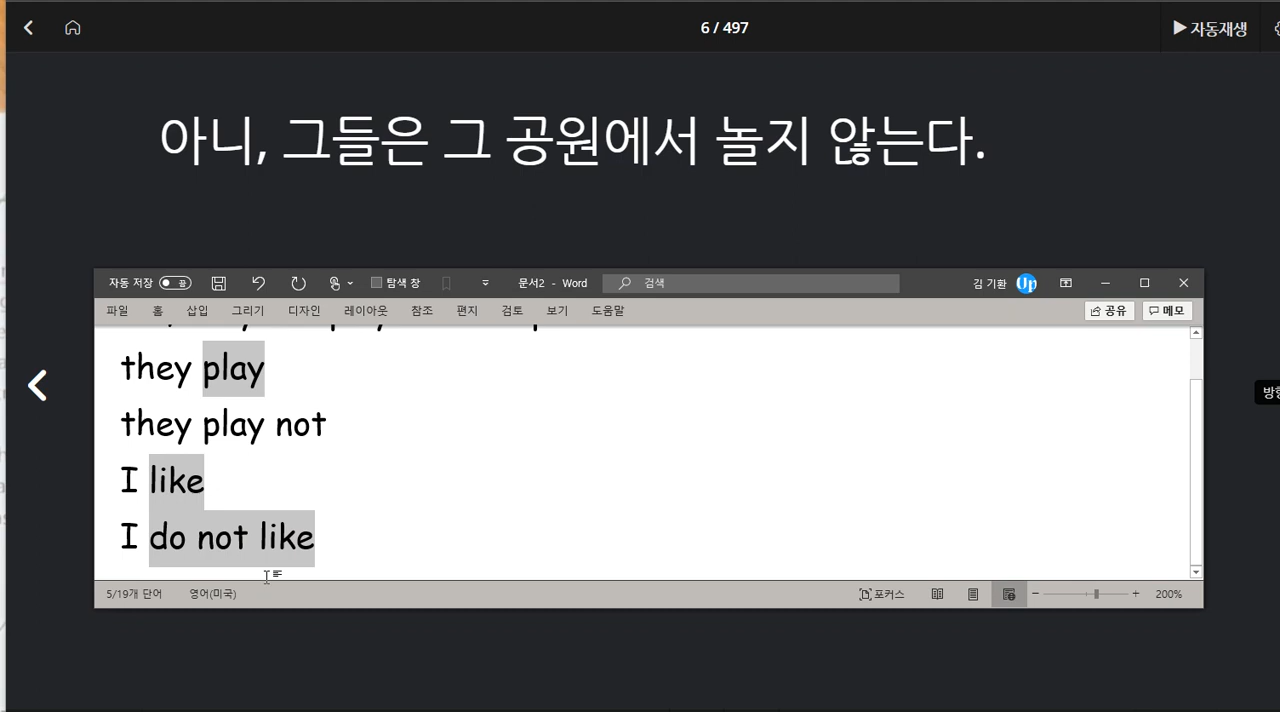 6 / 497
▶ 자동재생
아니, 그들은 그 공원에서 놀지 않는다.
자동 저장 끔 탐색 창 문서2 - Word 검색 김 기환 Up
파일 홈 삽입 그리기 디자인 레이아웃 참조 편지 검토 보기 도움말 공유 메모
they play
they play not
I like
I do not like
5/19개 단어 영어(미국) 포커스 200%